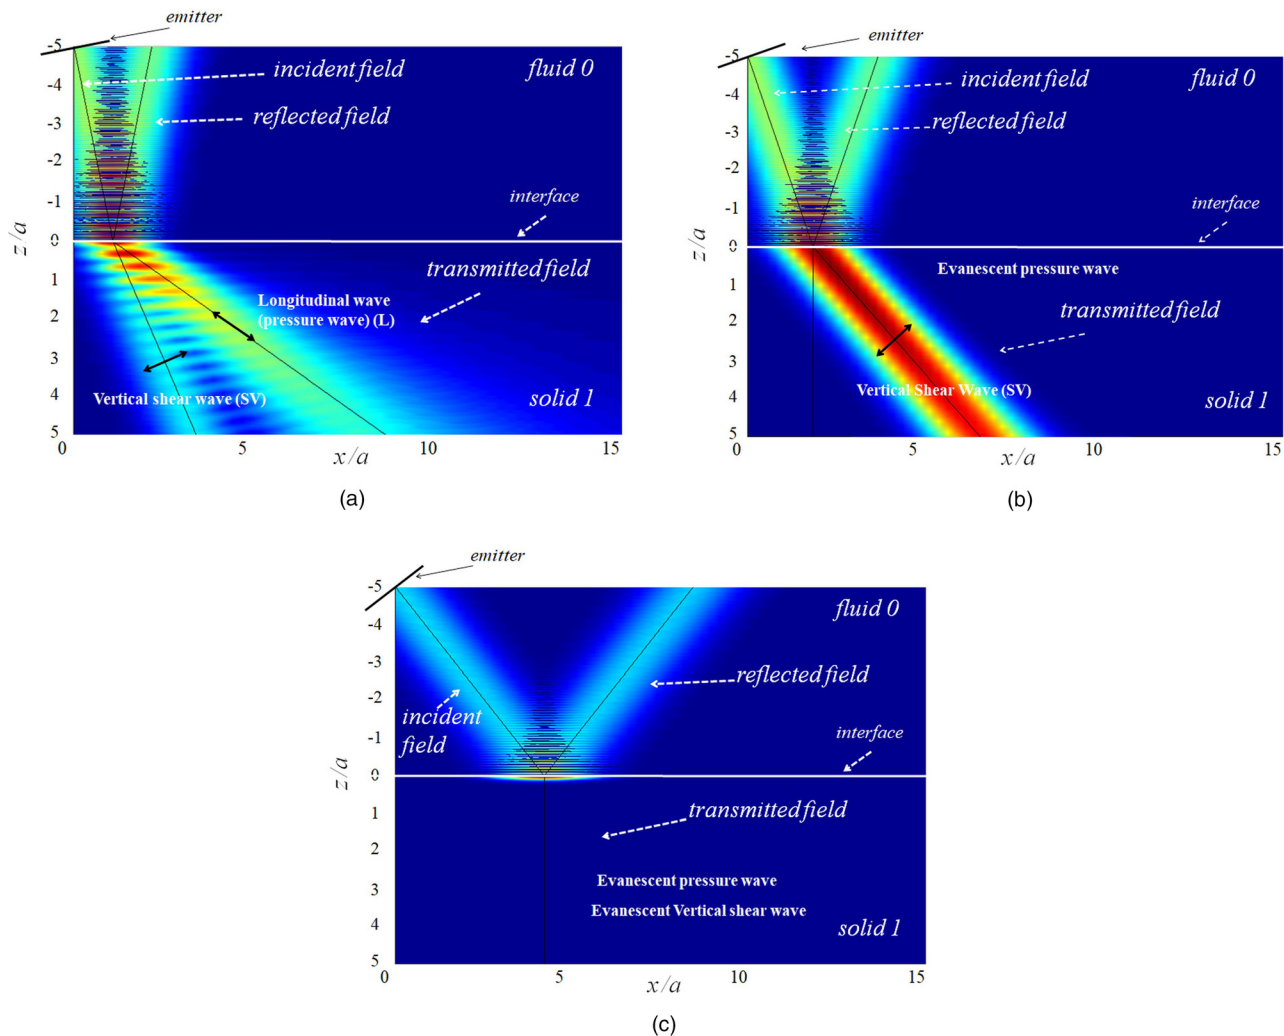 emitter
-5
incident field
fluid 0
-4
reflected field
-3
-2
-1
interface
z/a
0
transmitted field
1
Longitudinal wave
(pressure wave) (L)
2
3
Vertical shear wave (SV)
4
solid 1
5
0
5
10
15
x/a
(a)
emitter
-5
incident field
fluid 0
-4
reflected field
-3
-2
-1
interface
z/a
0
Evanescent pressure wave
1
transmitted field
2
3
Vertical Shear Wave (SV)
4
solid 1
5
0
5
10
15
x/a
(b)
emitter
-5
fluid 0
-4
-3
reflected field
-2
incident
field
-1
interface
z/a
0
1
transmitted field
2
Evanescent pressure wave
3
Evanescent Vertical shear wave
4
solid 1
5
0
5
10
15
x/a
(c)